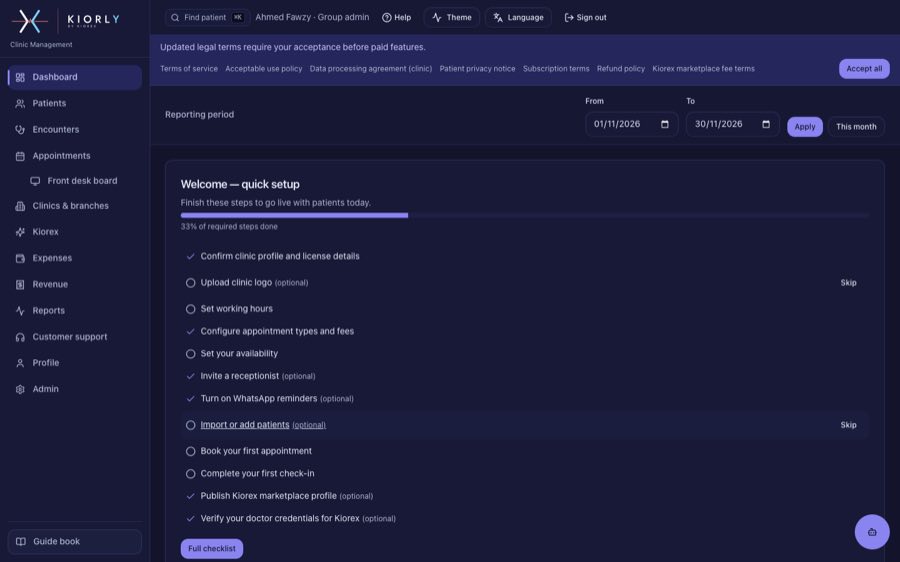 KIORLY
BY KIOREX
Clinic Management
Find patient ⌘K Ahmed Fawzy · Group admin Help Theme Language Sign out
Updated legal terms require your acceptance before paid features.
Terms of service Acceptable use policy Data processing agreement (clinic) Patient privacy notice Subscription terms Refund policy Kiorex marketplace fee terms Accept all
Dashboard
Patients
Encounters
Appointments
Front desk board
Clinics & branches
Kiorex
Expenses
Revenue
Reports
Customer support
Profile
Admin
Guide book
Reporting period
From To
01/11/2026 30/11/2026 Apply This month
Welcome — quick setup
Finish these steps to go live with patients today.
33% of required steps done
Confirm clinic profile and license details
Upload clinic logo (optional) Skip
Set working hours
Configure appointment types and fees
Set your availability
Invite a receptionist (optional)
Turn on WhatsApp reminders (optional)
Import or add patients (optional) Skip
Book your first appointment
Complete your first check-in
Publish Kiorex marketplace profile (optional)
Verify your doctor credentials for Kiorex (optional)
Full checklist